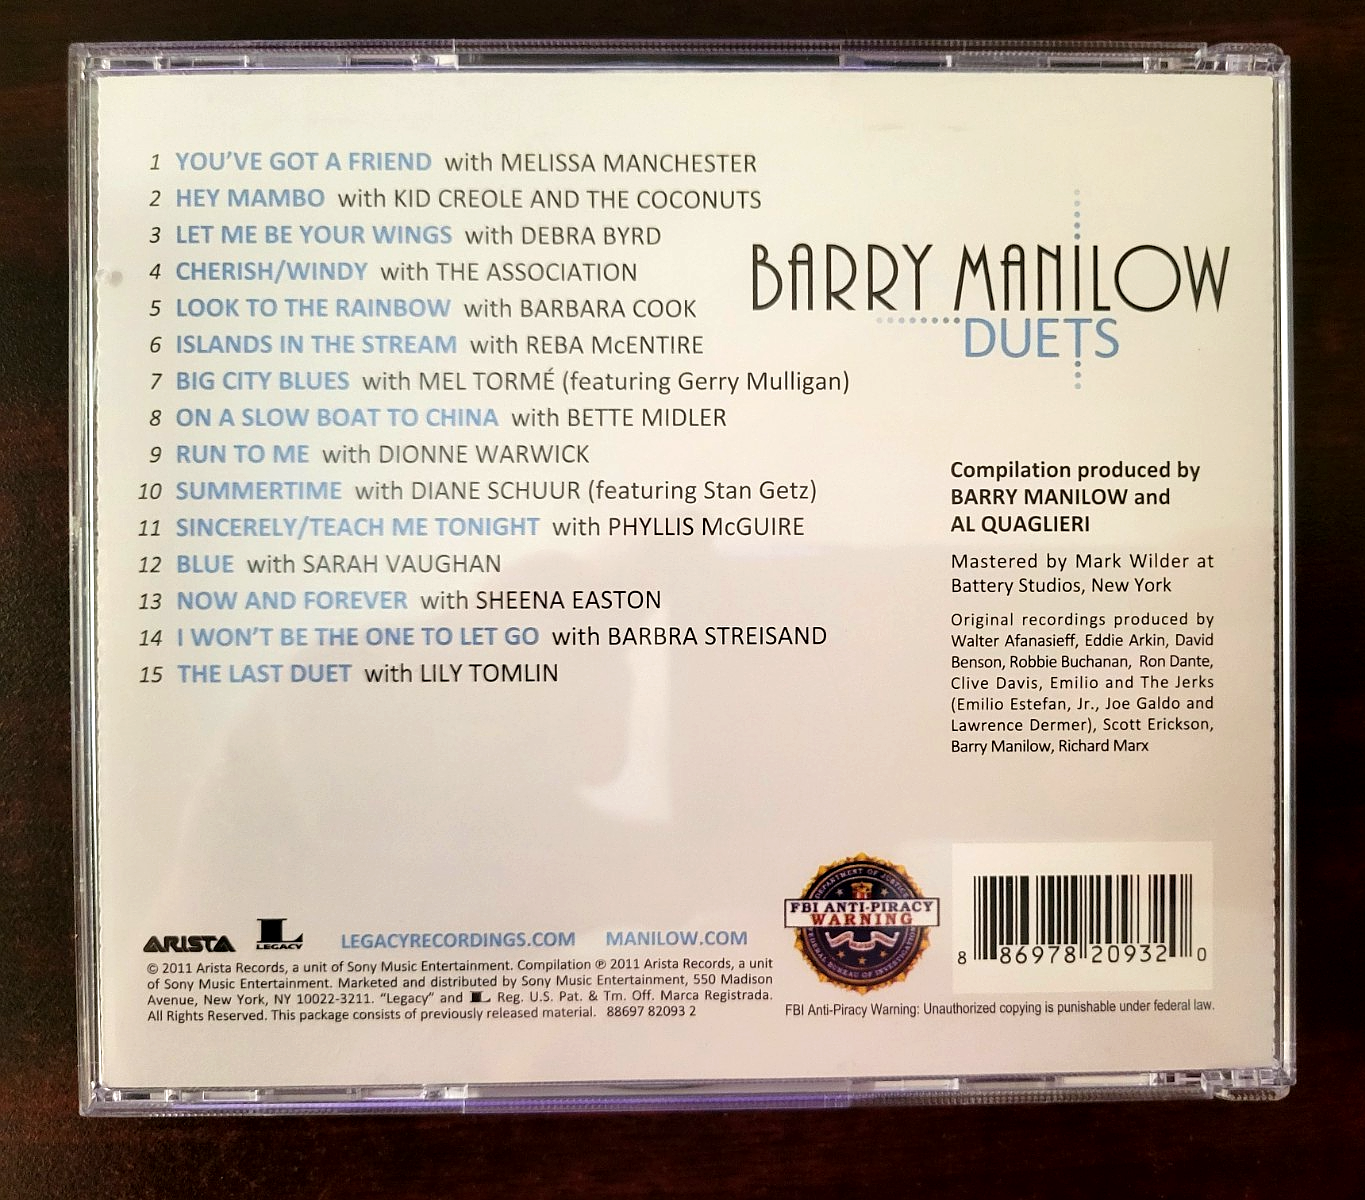 1 YOU'VE GOT A FRIEND with MELISSA MANCHESTER
2 HEY MAMBO with KID CREOLE AND THE COCONUTS
3 LET ME BE YOUR WINGS with DEBRA BYRD
4 CHERISH/WINDY with THE ASSOCIATION
5 LOOK TO THE RAINBOW with BARBARA COOK
6 ISLANDS IN THE STREAM with REBA McENTIRE
7 BIG CITY BLUES with MEL TORMÉ (featuring Gerry Mulligan)
8 ON A SLOW BOAT TO CHINA with BETTE MIDLER
9 RUN TO ME with DIONNE WARWICK
10 SUMMERTIME with DIANE SCHUUR (featuring Stan Getz)
11 SINCERELY/TEACH ME TONIGHT with PHYLLIS McGUIRE
12 BLUE with SARAH VAUGHAN
13 NOW AND FOREVER with SHEENA EASTON
14 I WON'T BE THE ONE TO LET GO with BARBRA STREISAND
15 THE LAST DUET with LILY TOMLIN
BARRY MANILOW
DUETS
Compilation produced by
BARRY MANILOW and
AL QUAGLIERI
Mastered by Mark Wilder at
Battery Studios, New York
Original recordings produced by
Walter Afanasieff, Eddie Arkin, David
Benson, Robbie Buchanan, Ron Dante,
Clive Davis, Emilio and The Jerks
(Emilio Estefan, Jr., Joe Galdo and
Lawrence Dermer), Scott Erickson,
Barry Manilow, Richard Marx
ARISTA L LEGACY LEGACYRECORDINGS.COM MANILOW.COM
© 2011 Arista Records, a unit of Sony Music Entertainment. Compilation ℗ 2011 Arista Records, a unit
of Sony Music Entertainment. Marketed and distributed by Sony Music Entertainment, 550 Madison
Avenue, New York, NY 10022-3211. "Legacy" and L Reg. U.S. Pat. & Tm. Off. Marca Registrada.
All Rights Reserved. This package consists of previously released material. 88697 82093 2
DEPARTMENT OF JUSTICE
FBI ANTI-PIRACY
WARNING
FEDERAL BUREAU OF INVESTIGATION
8 86978 20932 0
FBI Anti-Piracy Warning: Unauthorized copying is punishable under federal law.